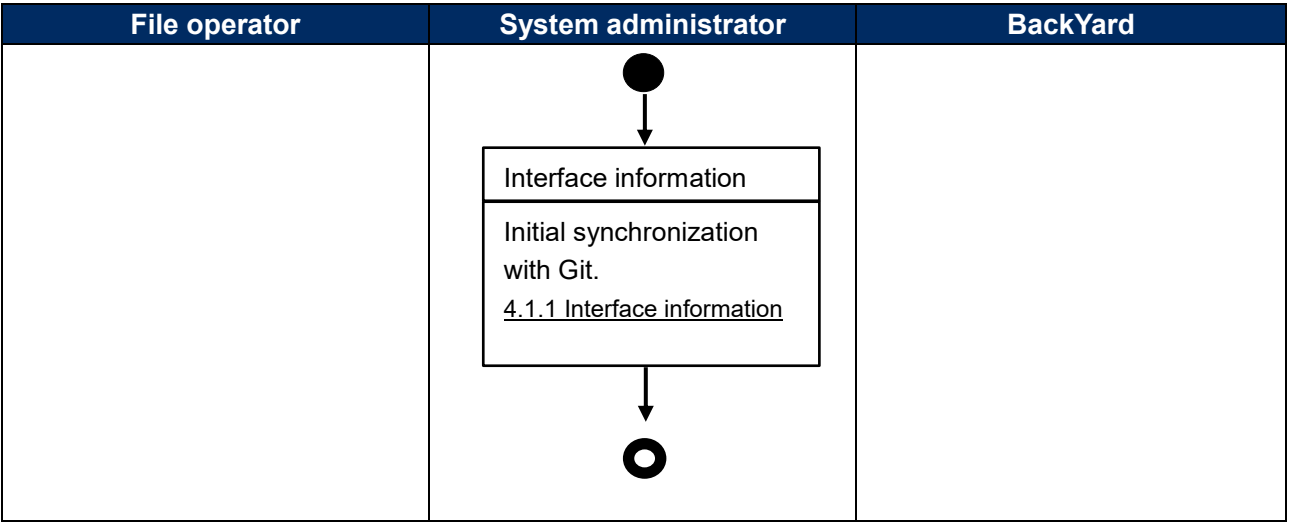 File operator
System administrator
BackYard
Interface information
Initial synchronization
with Git.
4.1.1 Interface information